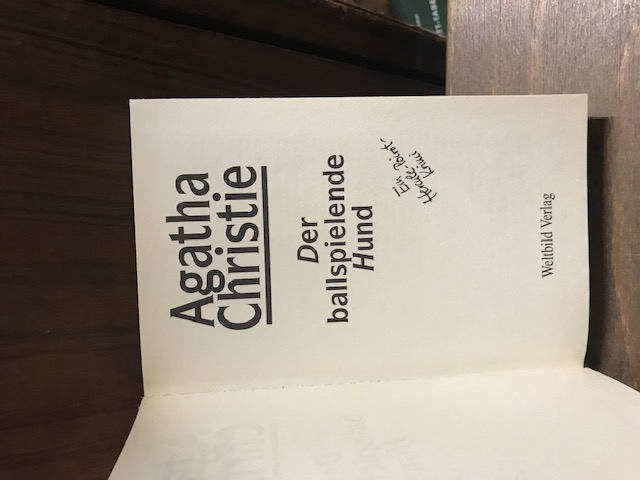 Agatha
Christie
Der
ballspielende
Hund
Ein
Hercule-Poirot-
Krimi
Weltbild Verlag